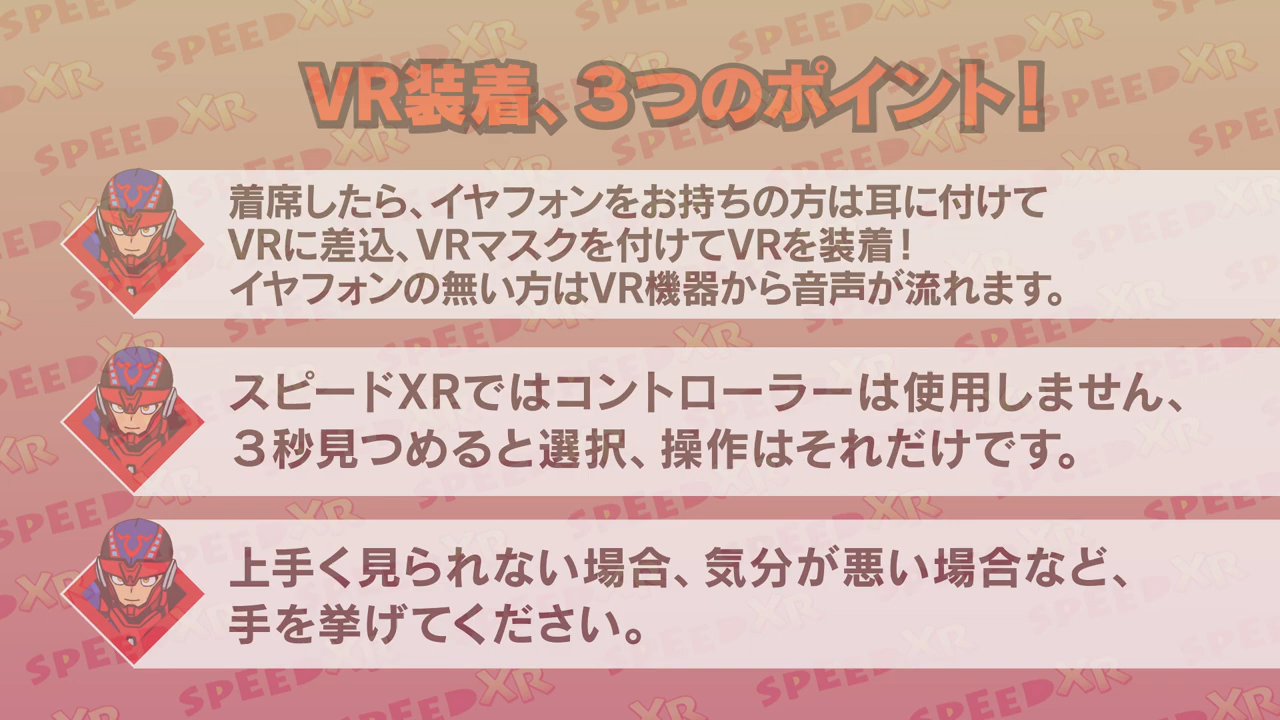 VR装着、3つのポイント！
着席したら、イヤフォンをお持ちの方は耳に付けて
VRに差込、VRマスクを付けてVRを装着！
イヤフォンの無い方はVR機器から音声が流れます。
スピードXRではコントローラーは使用しません、
３秒見つめると選択、操作はそれだけです。
上手く見られない場合、気分が悪い場合など、
手を挙げてください。
SPEED XR